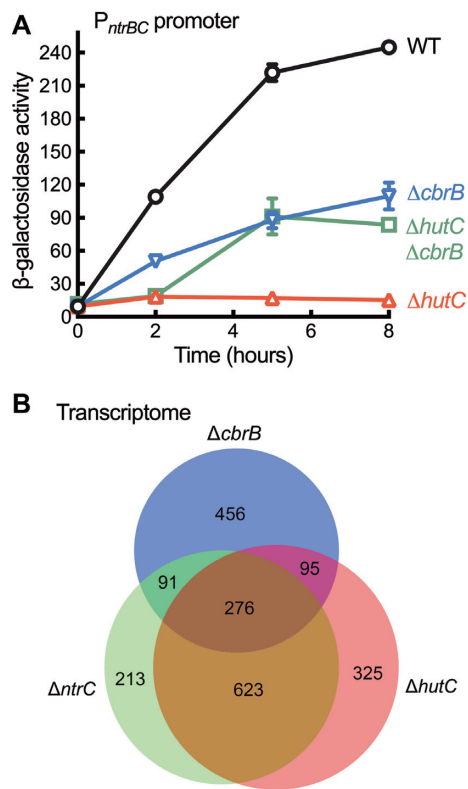 A
P_ntrBC promoter
β-galactosidase activity
240
210
180
150
120
90
60
30
0
0
2
4
6
8
Time (hours)
WT
ΔcbrB
ΔhutC
ΔcbrB
ΔhutC
B
Transcriptome
ΔcbrB
456
91
95
276
ΔntrC
213
623
325
ΔhutC